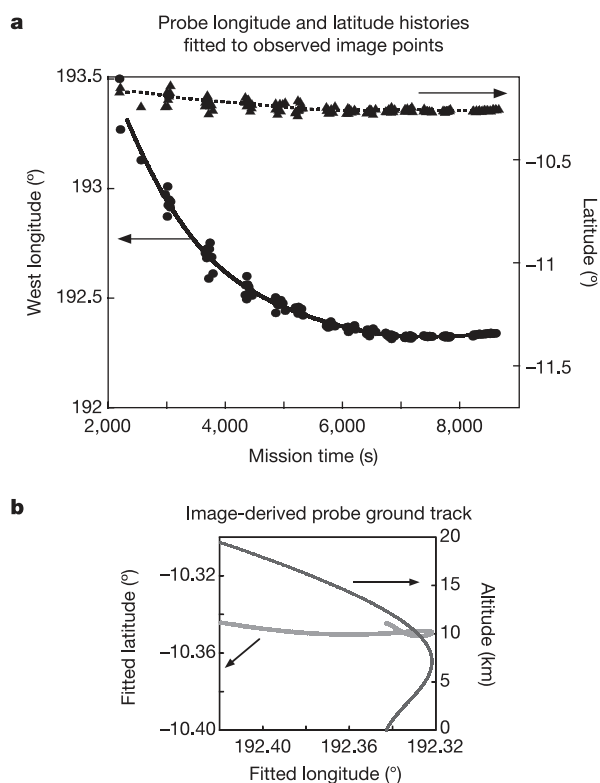 a
Probe longitude and latitude histories
fitted to observed image points
193.5
193
192.5
192
West longitude (º)
–10.5
–11
–11.5
Latitude (º)
2,000
4,000
6,000
8,000
Mission time (s)
b
Image-derived probe ground track
–10.32
–10.36
–10.40
Fitted latitude (°)
20
15
10
5
0
Altitude (km)
192.40
192.36
192.32
Fitted longitude (°)